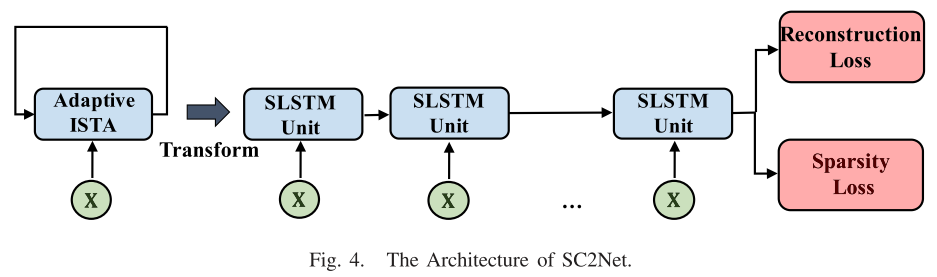 Adaptive
ISTA
X
Transform
SLSTM
Unit
X
SLSTM
Unit
X
...
SLSTM
Unit
X
Reconstruction
Loss
Sparsity
Loss
Fig. 4. The Architecture of SC2Net.